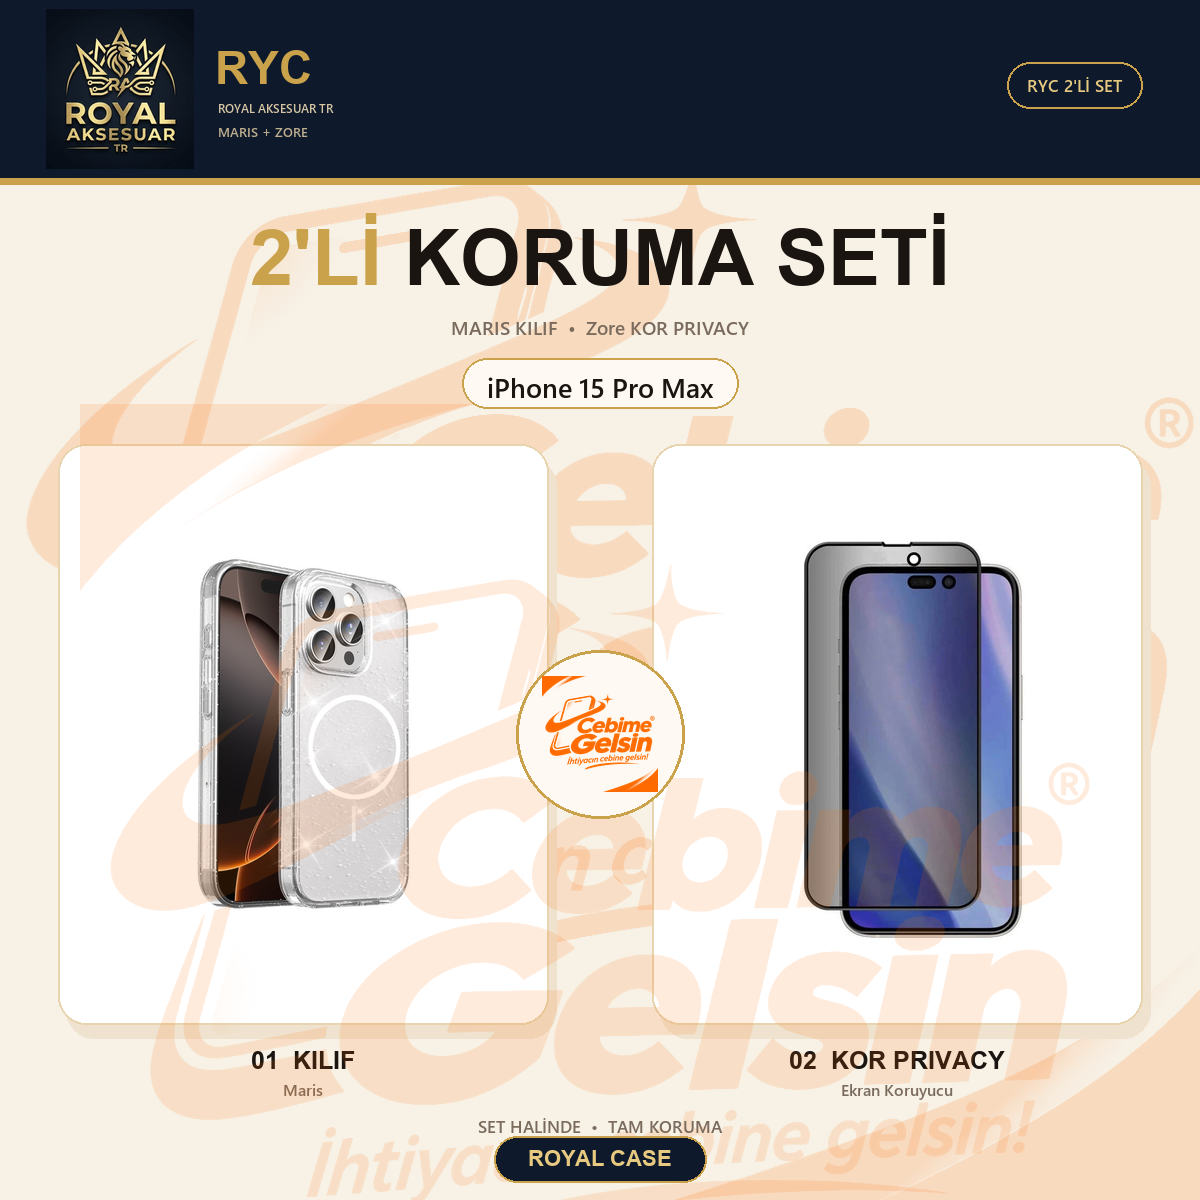 ROYAL
AKSESUAR
TR
RYC
ROYAL AKSESUAR TR
MARIS + ZORE
RYC 2'Lİ SET
2'Lİ KORUMA SETİ
MARIS KILIF • Zore KOR PRIVACY
iPhone 15 Pro Max
®
Cebime®
Gelsin
İhtiyacın cebine gelsin!
Cebime®
Gelsin
01 KILIF
02 KOR PRIVACY
Maris
Ekran Koruyucu
SET HALİNDE • TAM KORUMA
ROYAL CASE